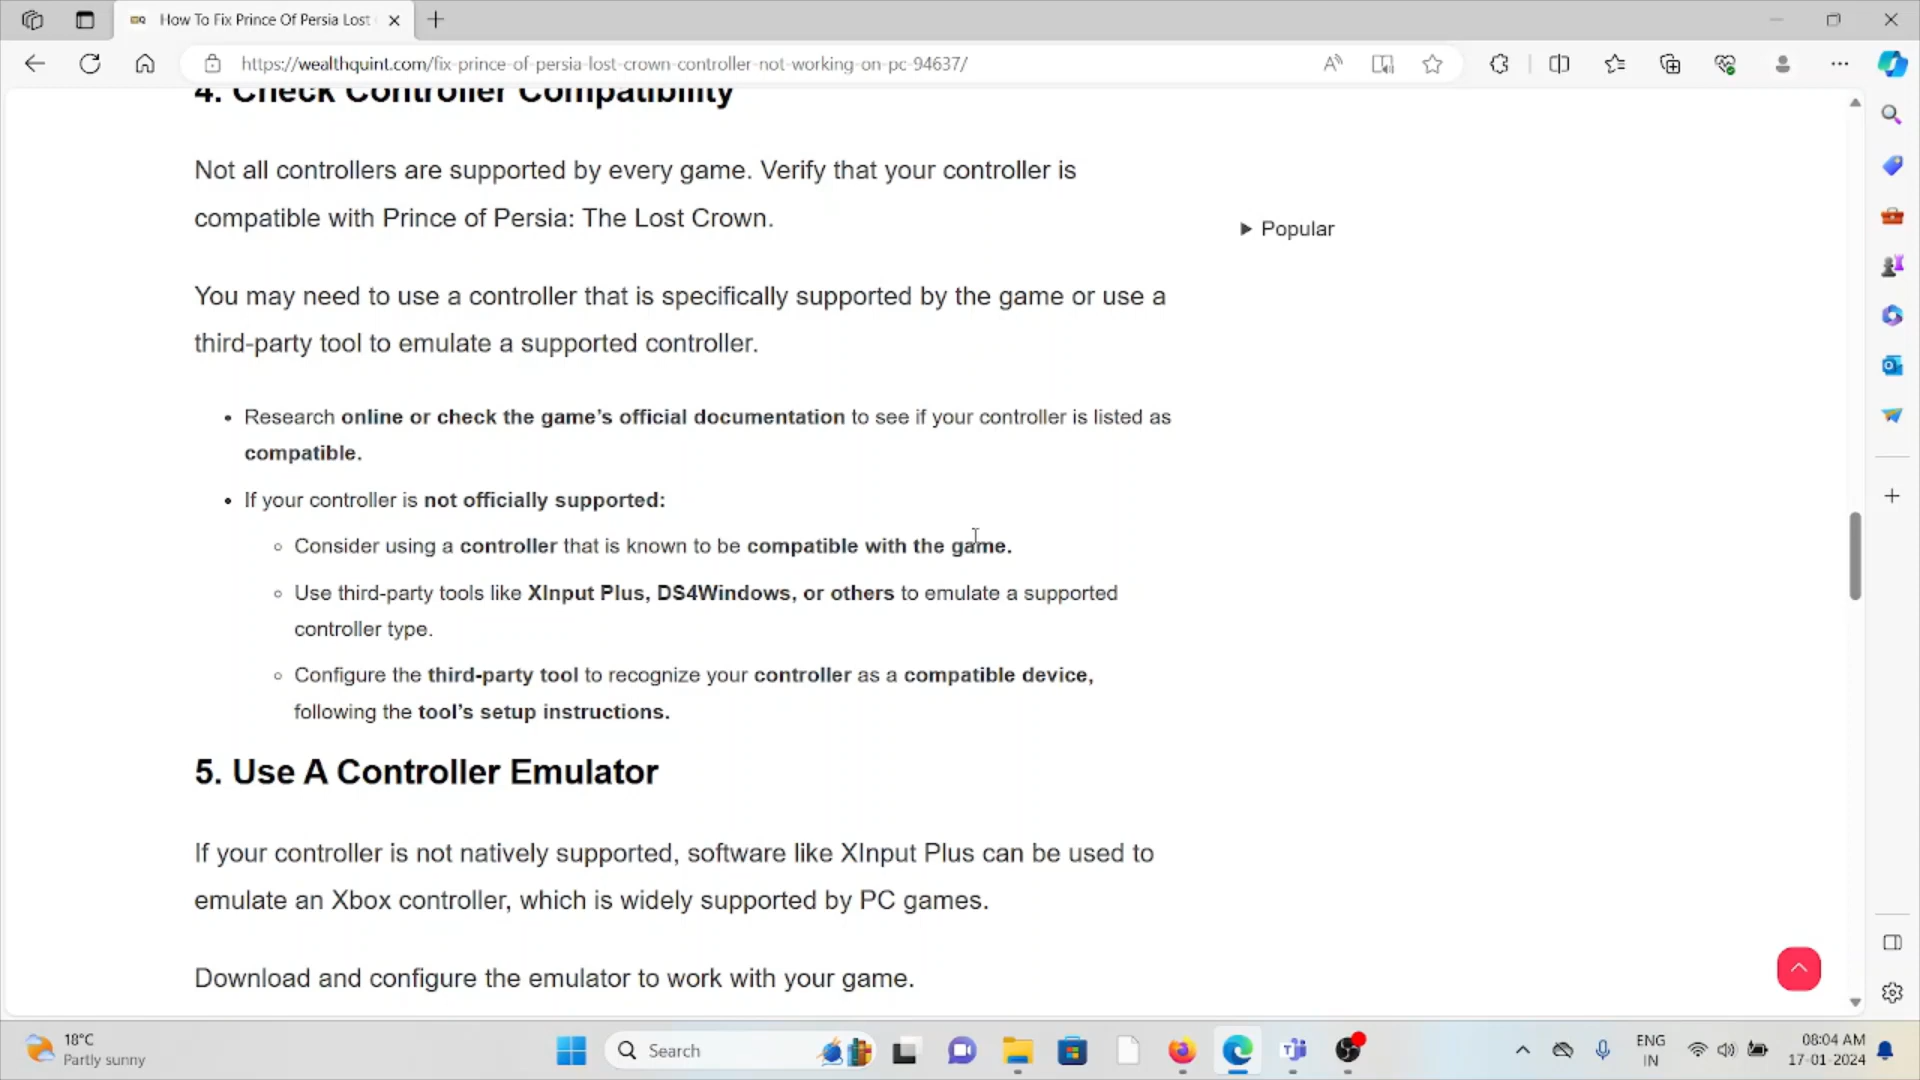 How To Fix Prince Of Persia Lost
https://wealthquint.com/fix-prince-of-persia-lost-crown-controller-not-working-on-pc-94637/
4. Check Controller Compatibility
Not all controllers are supported by every game. Verify that your controller is
compatible with Prince of Persia: The Lost Crown.
Popular
You may need to use a controller that is specifically supported by the game or use a
third-party tool to emulate a supported controller.
• Research online or check the game’s official documentation to see if your controller is listed as
compatible.
• If your controller is not officially supported:
Consider using a controller that is known to be compatible with the game.
Use third-party tools like XInput Plus, DS4Windows, or others to emulate a supported
controller type.
Configure the third-party tool to recognize your controller as a compatible device,
following the tool’s setup instructions.
5. Use A Controller Emulator
If your controller is not natively supported, software like XInput Plus can be used to
emulate an Xbox controller, which is widely supported by PC games.
Download and configure the emulator to work with your game.
18°C
Partly sunny
Search
ENG
IN
08:04 AM
17-01-2024